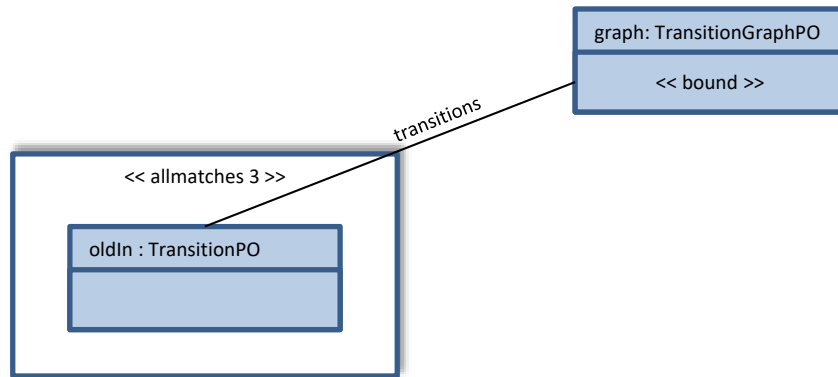 graph: TransitionGraphPO
<< bound >>
transitions
<< allmatches 3 >>
oldIn : TransitionPO